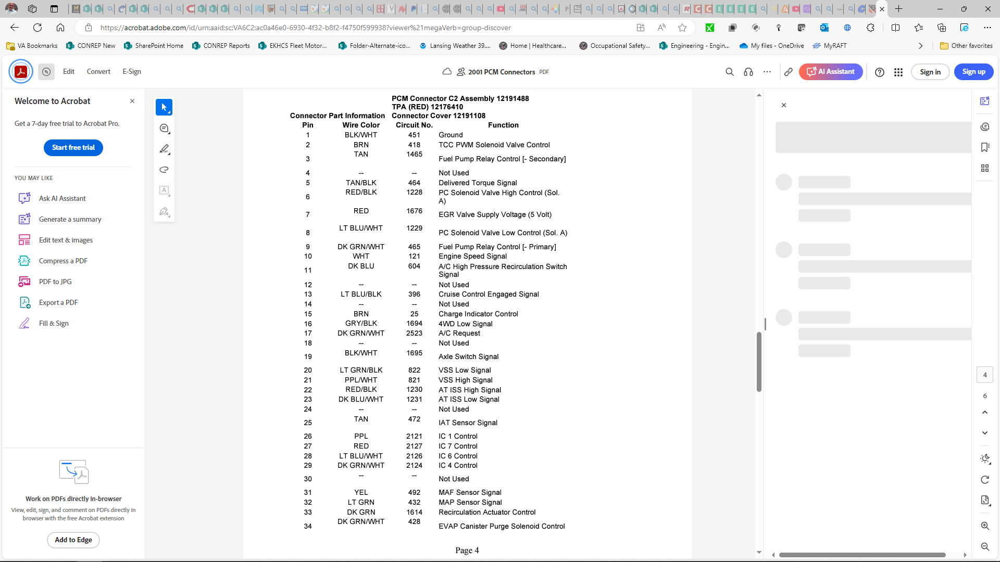 https://acrobat.adobe.com/id/urn:aaid:sc:VA6C2:ac0a46e0-6930-4f32-b8f2-f4750f599938?viewer%21megaVerb=group-discover
VA Bookmarks CONREP New SharePoint Home CONREP Reports EKHCS Fleet Motor... Folder-Alternate-ico... Lansing Weather 39.... Home | Healthcare... Occupational Safety... Engineering - Engin... My files - OneDrive MyRAFT Other favorites
Edit Convert E-Sign 2001 PCM Connectors PDF AI Assistant Sign in Sign up
Welcome to Acrobat
Get a 7-day free trial to Acrobat Pro.
Start free trial
YOU MAY LIKE
Ask AI Assistant
Generate a summary
Edit text & images
Compress a PDF
PDF to JPG
Export a PDF
Fill & Sign
Work on PDFs directly in-browser
View, edit, sign, and comment on PDFs directly in
browser with the free Acrobat extension
Add to Edge
PCM Connector C2 Assembly 12191488
TPA (RED) 12176410
Connector Part Information Connector Cover 12191108
Pin Wire Color Circuit No. Function
1 BLK/WHT 451 Ground
2 BRN 418 TCC PWM Solenoid Valve Control
3 TAN 1465 Fuel Pump Relay Control [- Secondary]
4 -- -- Not Used
5 TAN/BLK 464 Delivered Torque Signal
6 RED/BLK 1228 PC Solenoid Valve High Control (Sol.
A)
7 RED 1676 EGR Valve Supply Voltage (5 Volt)
8 LT BLU/WHT 1229 PC Solenoid Valve Low Control (Sol. A)
9 DK GRN/WHT 465 Fuel Pump Relay Control [- Primary]
10 WHT 121 Engine Speed Signal
11 DK BLU 604 A/C High Pressure Recirculation Switch
Signal
12 -- -- Not Used
13 LT BLU/BLK 396 Cruise Control Engaged Signal
14 -- -- Not Used
15 BRN 25 Charge Indicator Control
16 GRY/BLK 1694 4WD Low Signal
17 DK GRN/WHT 2523 A/C Request
18 -- -- Not Used
19 BLK/WHT 1695 Axle Switch Signal
20 LT GRN/BLK 822 VSS Low Signal
21 PPL/WHT 821 VSS High Signal
22 RED/BLK 1230 AT ISS High Signal
23 DK BLU/WHT 1231 AT ISS Low Signal
24 -- -- Not Used
25 TAN 472 IAT Sensor Signal
26 PPL 2121 IC 1 Control
27 RED 2127 IC 7 Control
28 LT BLU/WHT 2126 IC 6 Control
29 DK GRN/WHT 2124 IC 4 Control
30 -- -- Not Used
31 YEL 492 MAF Sensor Signal
32 LT GRN 432 MAP Sensor Signal
33 DK GRN 1614 Recirculation Actuator Control
34 DK GRN/WHT 428 EVAP Canister Purge Solenoid Control
Page 4
4
6